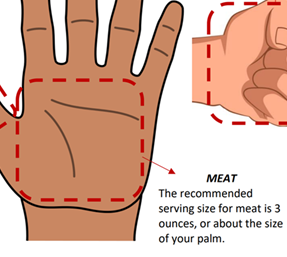 MEAT
The recommended
serving size for meat is 3
ounces, or about the size
of your palm.